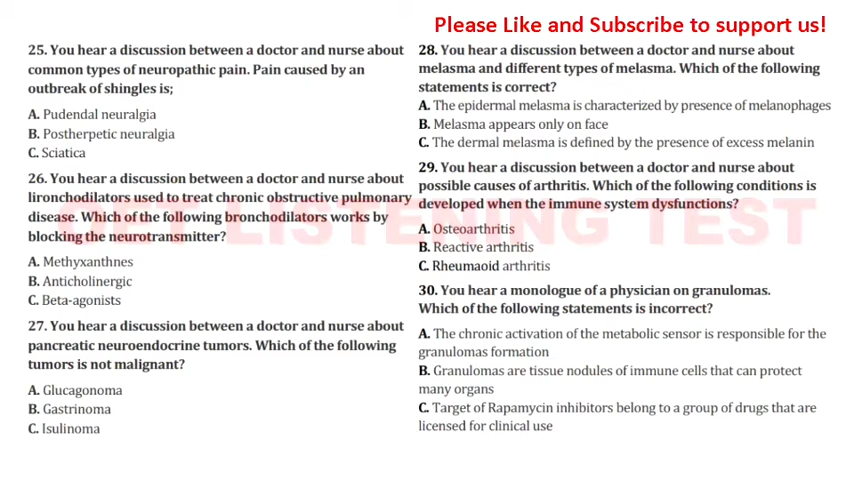 Please Like and Subscribe to support us!
25. You hear a discussion between a doctor and nurse about
common types of neuropathic pain. Pain caused by an
outbreak of shingles is;
A. Pudendal neuralgia
B. Postherpetic neuralgia
C. Sciatica
26. You hear a discussion between a doctor and nurse about
lironchodilators used to treat chronic obstructive pulmonary
disease. Which of the following bronchodilators works by
blocking the neurotransmitter?
A. Methyxanthnes
B. Anticholinergic
C. Beta-agonists
27. You hear a discussion between a doctor and nurse about
pancreatic neuroendocrine tumors. Which of the following
tumors is not malignant?
A. Glucagonoma
B. Gastrinoma
C. Isulinoma
28. You hear a discussion between a doctor and nurse about
melasma and different types of melasma. Which of the following
statements is correct?
A. The epidermal melasma is characterized by presence of melanophages
B. Melasma appears only on face
C. The dermal melasma is defined by the presence of excess melanin
29. You hear a discussion between a doctor and nurse about
possible causes of arthritis. Which of the following conditions is
developed when the immune system dysfunctions?
A. Osteoarthritis
B. Reactive arthritis
C. Rheumaoid arthritis
30. You hear a monologue of a physician on granulomas.
Which of the following statements is incorrect?
A. The chronic activation of the metabolic sensor is responsible for the
granulomas formation
B. Granulomas are tissue nodules of immune cells that can protect
many organs
C. Target of Rapamycin inhibitors belong to a group of drugs that are
licensed for clinical use
OET LISTENING TEST